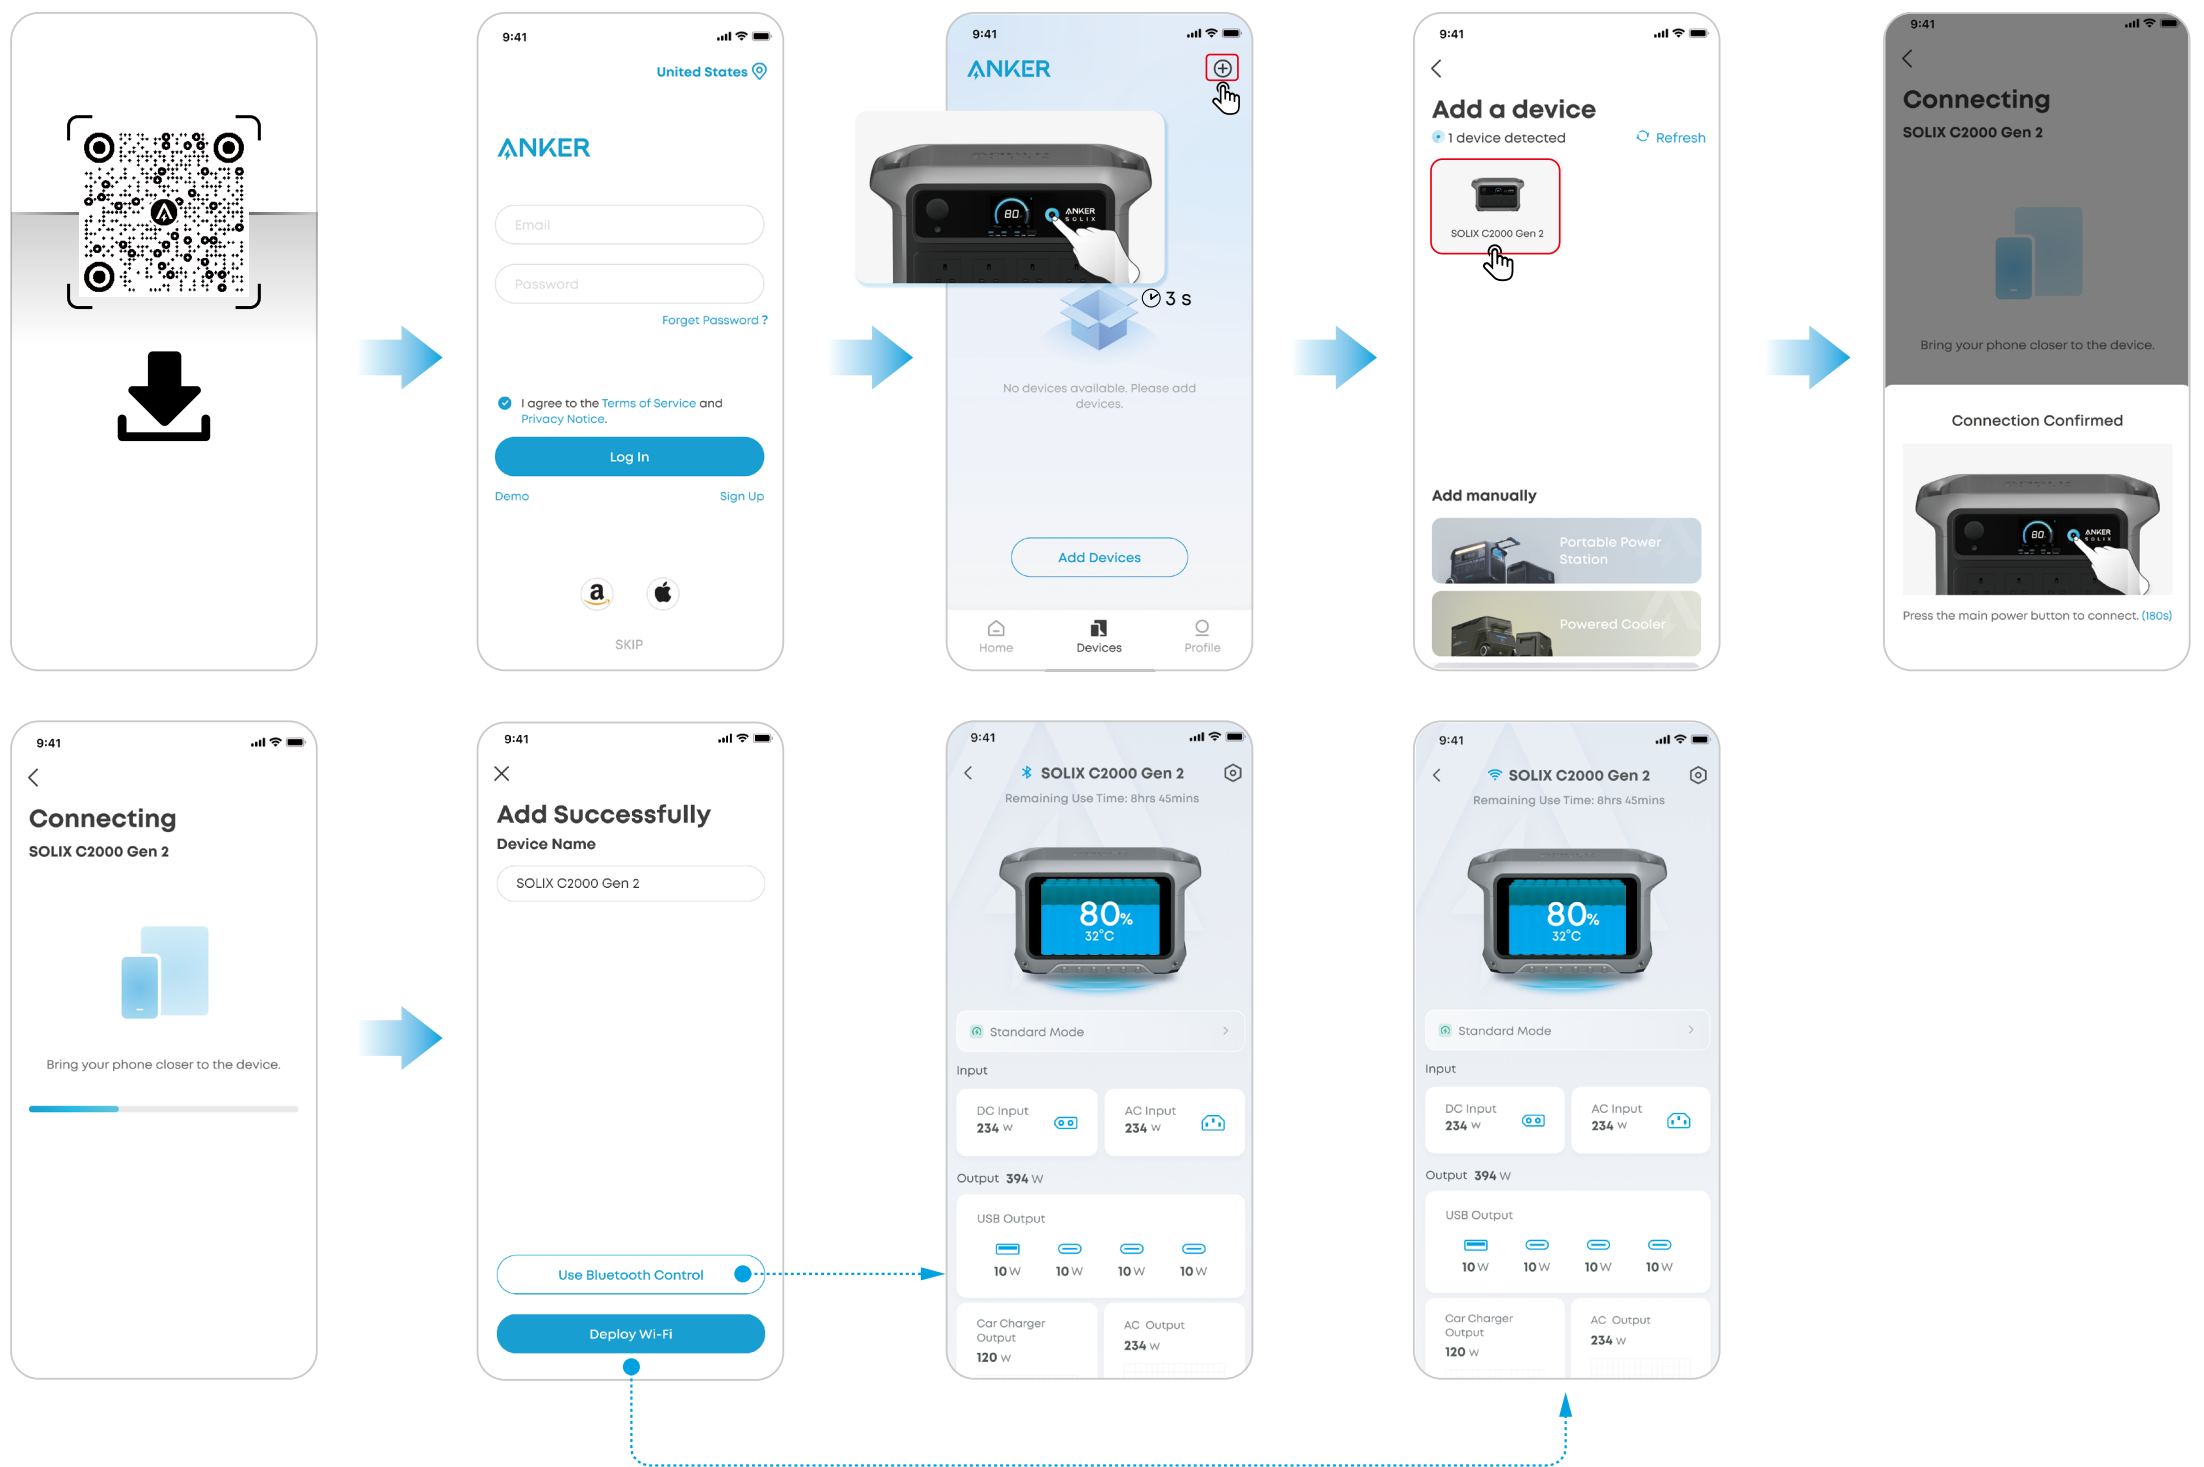 9:41
United States
ANKER
Email
Password
Forget Password ?
I agree to the Terms of Service and
Privacy Notice.
Log In
Demo
Sign Up
SKIP
9:41
ANKER
80%
ANKER
SOLIX
3 s
No devices available. Please add
devices.
Add Devices
Home
Devices
Profile
9:41
Add a device
1 device detected
Refresh
SOLIX C2000 Gen 2
Add manually
Portable Power
Station
Powered Cooler
9:41
Connecting
SOLIX C2000 Gen 2
Bring your phone closer to the device.
Connection Confirmed
80%
ANKER
SOLIX
Press the main power button to connect. (180s)
9:41
Connecting
SOLIX C2000 Gen 2
Bring your phone closer to the device.
9:41
Add Successfully
Device Name
SOLIX C2000 Gen 2
Use Bluetooth Control
Deploy Wi-Fi
9:41
SOLIX C2000 Gen 2
Remaining Use Time: 8hrs 45mins
80%
32°C
Standard Mode
Input
DC Input
234 W
AC Input
234 W
Output 394 W
USB Output
10 W
10 W
10 W
10 W
Car Charger
Output
120 W
AC Output
234 W
9:41
SOLIX C2000 Gen 2
Remaining Use Time: 8hrs 45mins
80%
32°C
Standard Mode
Input
DC Input
234 W
AC Input
234 W
Output 394 W
USB Output
10 W
10 W
10 W
10 W
Car Charger
Output
120 W
AC Output
234 W